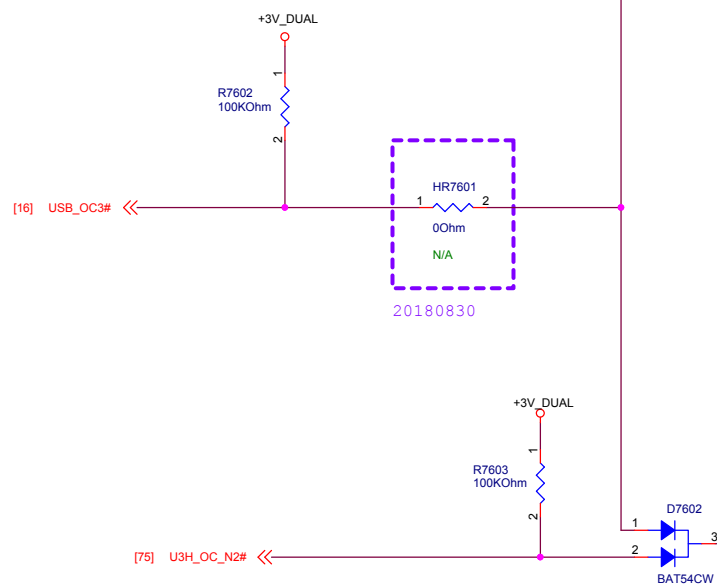 +3V_DUAL
1
R7602
100KOhm
2
HR7601
[16] USB_OC3#
1
2
0Ohm
N/A
20180830
+3V_DUAL
1
R7603
100KOhm
2
D7602
1
3
[75] U3H_OC_N2#
2
BAT54CW